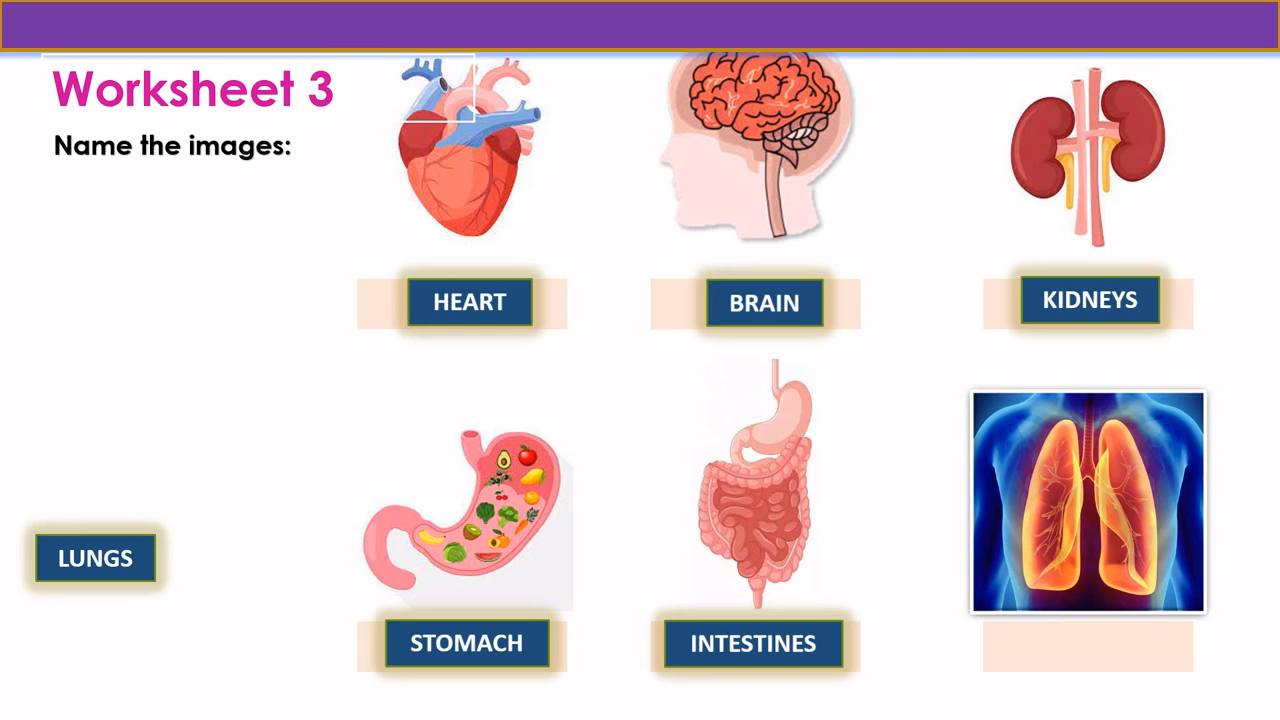 Worksheet 3
Name the images:
HEART
BRAIN
KIDNEYS
LUNGS
STOMACH
INTESTINES